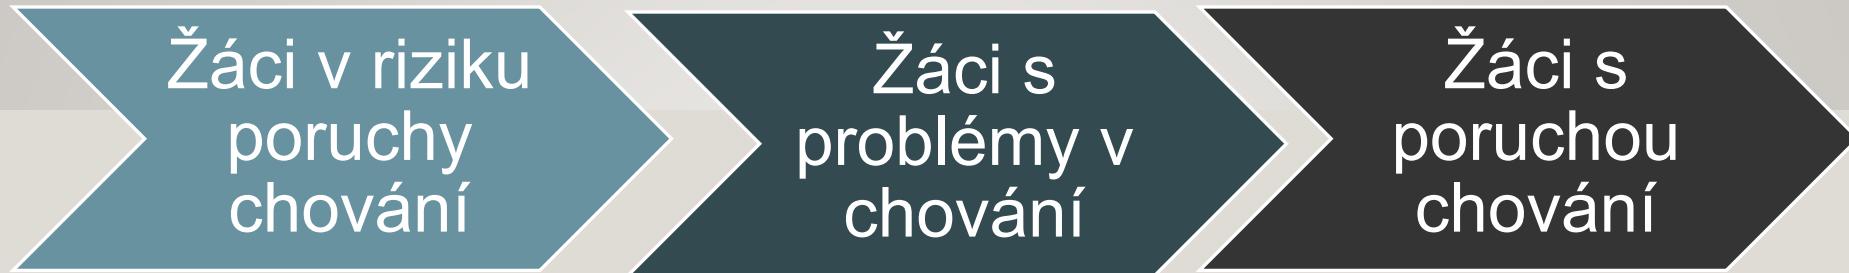 Žáci v riziku
poruchy
chování
Žáci s
problémy v
chování
Žáci s
poruchou
chování